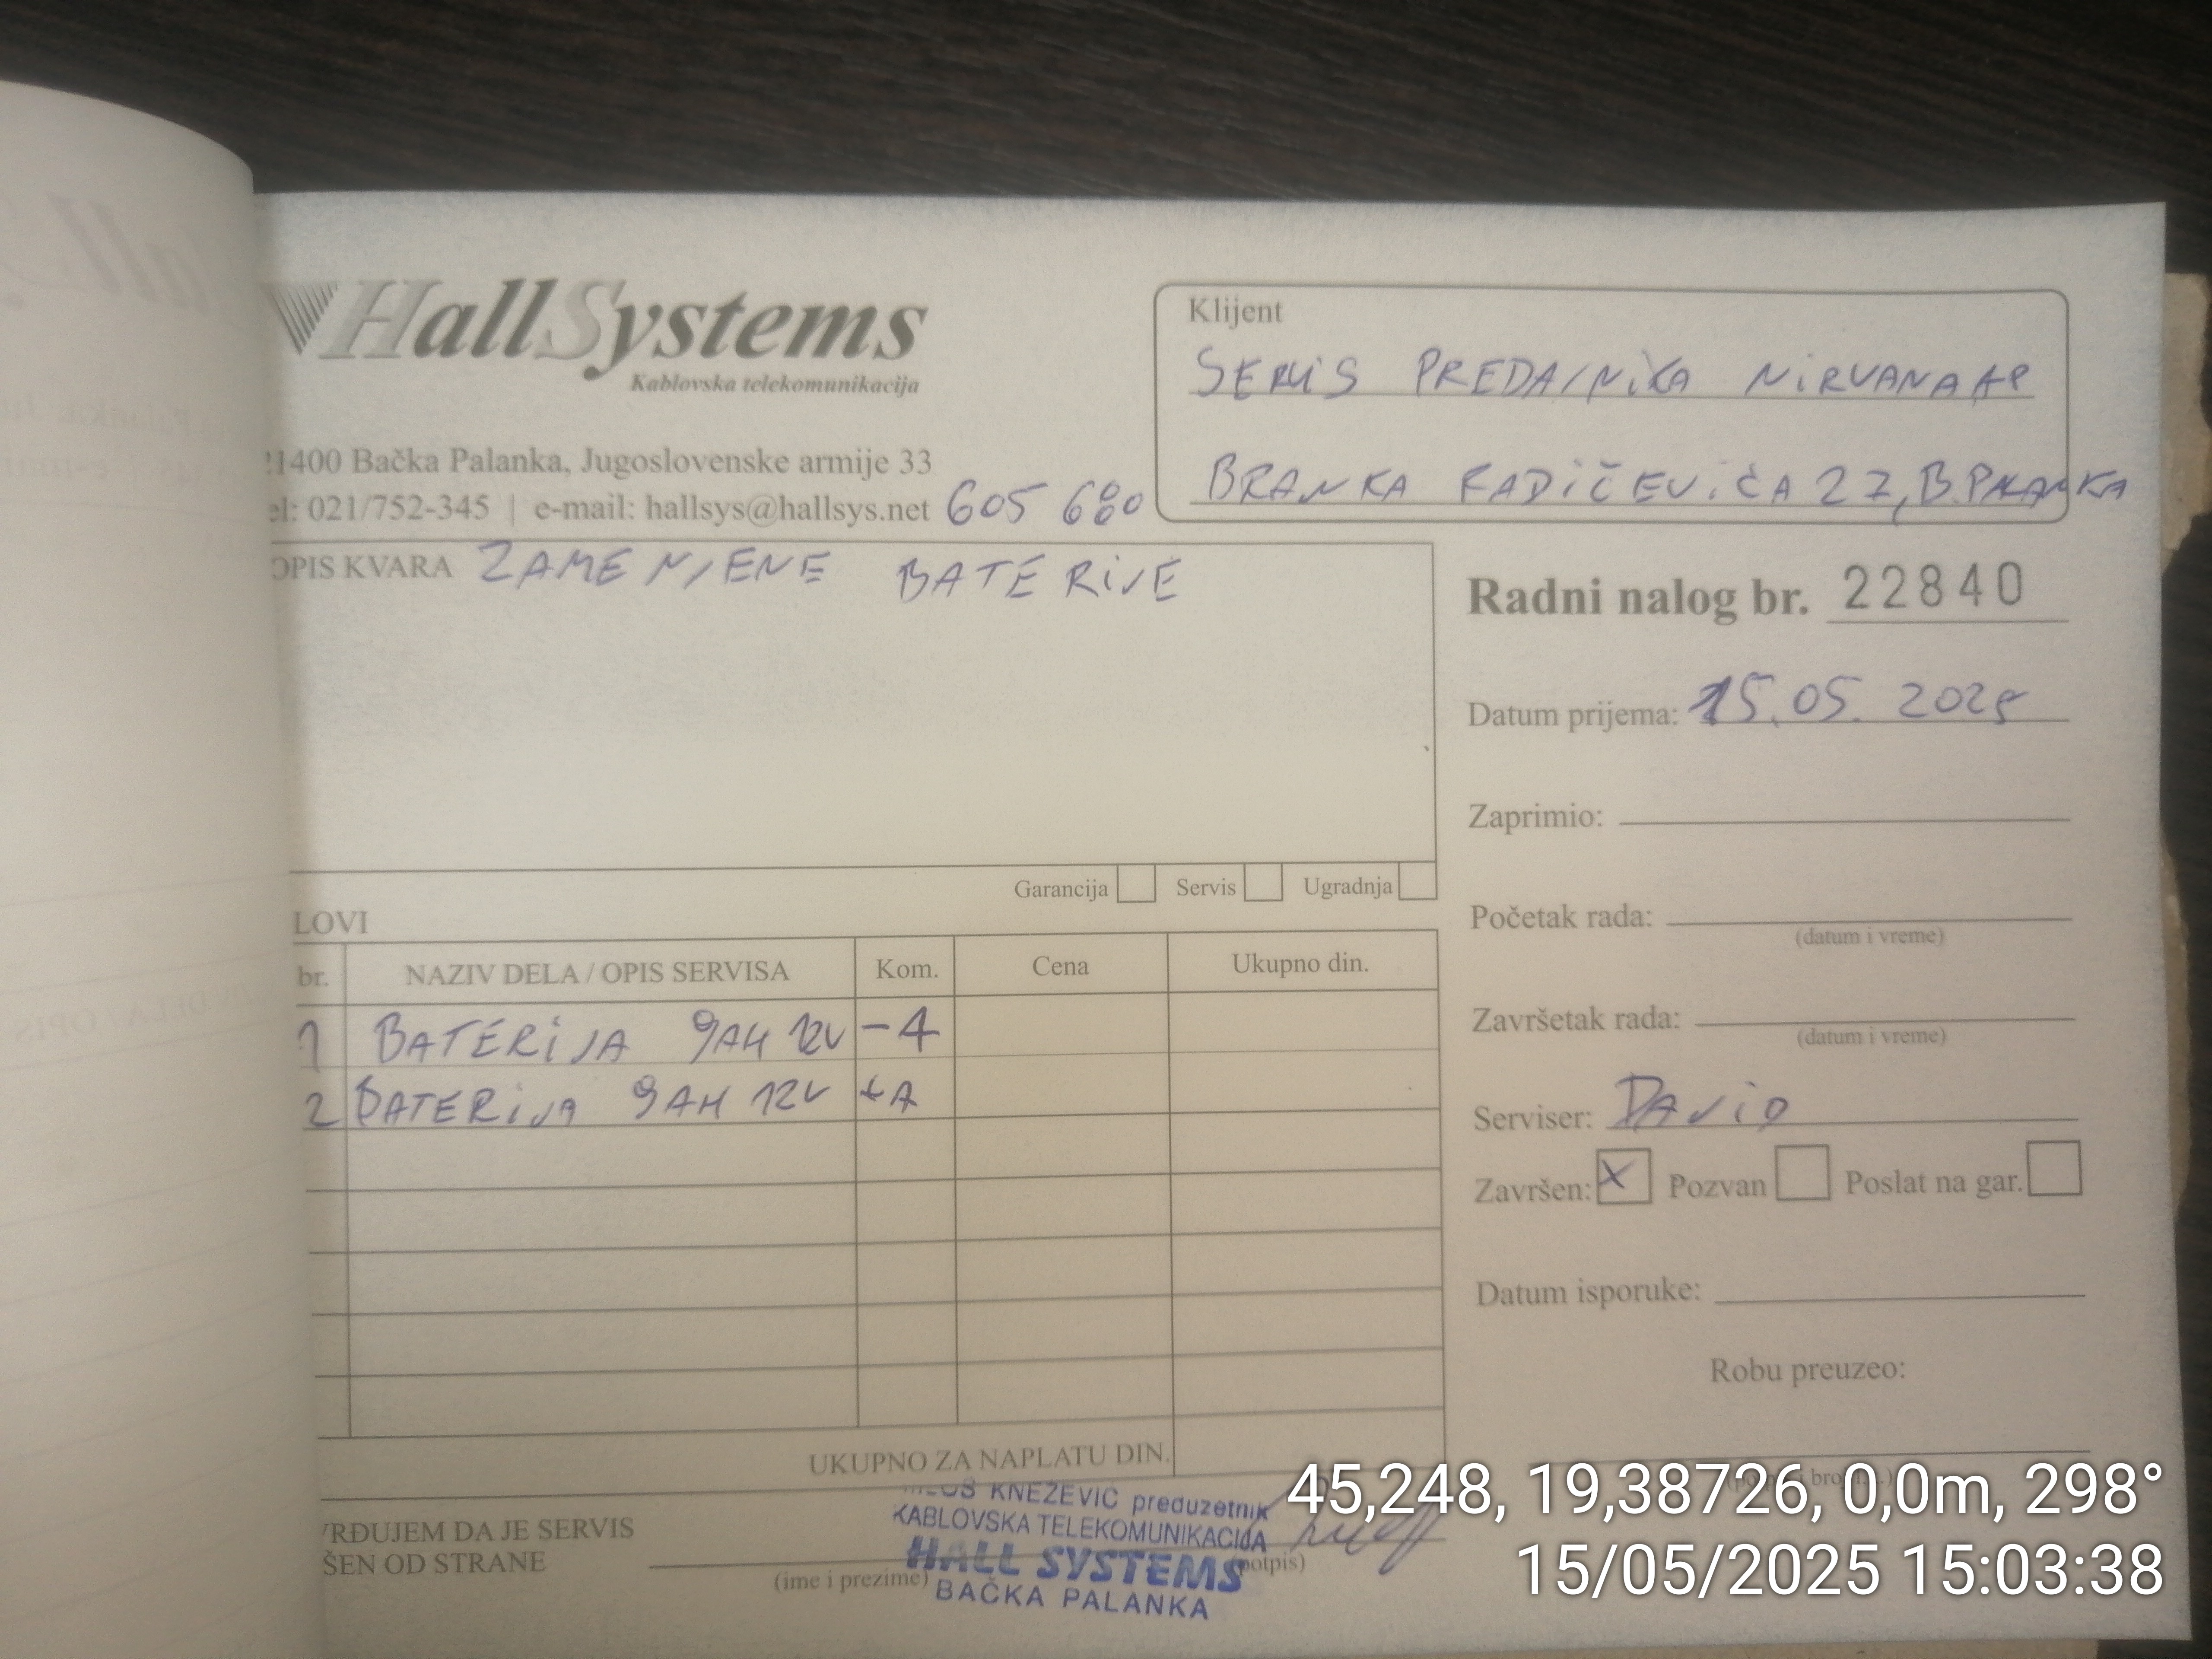 HallSystems
Kablovska telekomunikacija
1400 Bačka Palanka, Jugoslovenske armije 33
el: 021/752-345 | e-mail: hallsys@hallsys.net 605 680
Klijent
SERVIS PREDAJNIKA NIRVANA
BRANKA RADIČEVIĆA 27, B. PALANKA
OPIS KVARA ZAMENJENE BATERIJE
Garancija Servis Ugradnja
Radni nalog br. 22840
Datum prijema: 15.05. 2025
Zaprimio:
Početak rada:
(datum i vreme)
Završetak rada:
(datum i vreme)
Serviser: DAVID
Završen: X Pozvan Poslat na gar.
Datum isporuke:
Robu preuzeo:
LOVI
br. NAZIV DELA / OPIS SERVISA Kom. Cena Ukupno din.
1 BATERIJA 9AH 12V -4
2 BATERIJA 9AH 12V
UKUPNO ZA NAPLATU DIN.
VRĐUJEM DA JE SERVIS
ŠEN OD STRANE
(ime i prezime)
KNEŽEVIĆ preduzetnik
KABLOVSKA TELEKOMUNIKACIJA
HALL SYSTEMS
BAČKA PALANKA
potpis)
45,248, 19,38726, 0,0m, 298°
15/05/2025 15:03:38